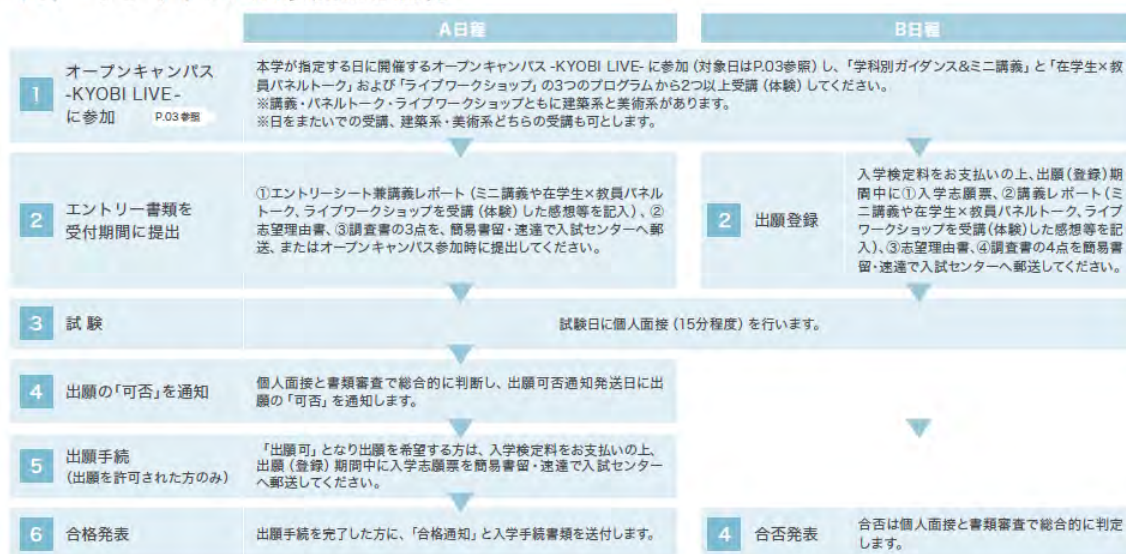 A日程
B日程
1
オープンキャンパス
-KYOBI LIVE-
に参加
P.03参照
本学が指定する日に開催するオープンキャンパス -KYOBI LIVE- に参加 (対象日はP.03参照) し、「学科別ガイダンス&ミニ講義」と「在学生×教
員パネルトーク」および「ライブワークショップ」の3つのプログラムから2つ以上受講 (体験) してください。
※講義・パネルトーク・ライブワークショップともに建築系と美術系があります。
※日をまたいでの受講、建築系・美術系どちらの受講も可とします。
2
エントリー書類を
受付期間に提出
①エントリーシート兼講義レポート (ミニ講義や在学生×教員パネル
トーク、ライブワークショップを受講 (体験) した感想等を記入) 、②
志望理由書、③調査書の3点を、簡易書留・速達で入試センターへ郵
送、またはオープンキャンパス参加時に提出してください。
2
出願登録
入学検定料をお支払いの上、出願(登録)期
間中に①入学志願票、②講義レポート(ミ
ニ講義や在学生×教員パネルトーク、ライブ
ワークショップを受講(体験)した感想等を記
入)、③志望理由書、④調査書の4点を簡易書
留・速達で入試センターへ郵送してください。
3
試 験
試験日に個人面接 (15分程度) を行います。
4
出願の「可否」を通知
個人面接と書類審査で総合的に判断し、出願可否通知発送日に出
願の「可否」を通知します。
5
出願手続
(出願を許可された方のみ)
「出願可」となり出願を希望する方は、入学検定料をお支払いの上、
出願 (登録) 期間中に入学志願票を簡易書留・速達で入試センター
へ郵送してください。
6
合格発表
出願手続を完了した方に、「合格通知」と入学手続書類を送付します。
4
合否発表
合否は個人面接と書類審査で総合的に判定
します。